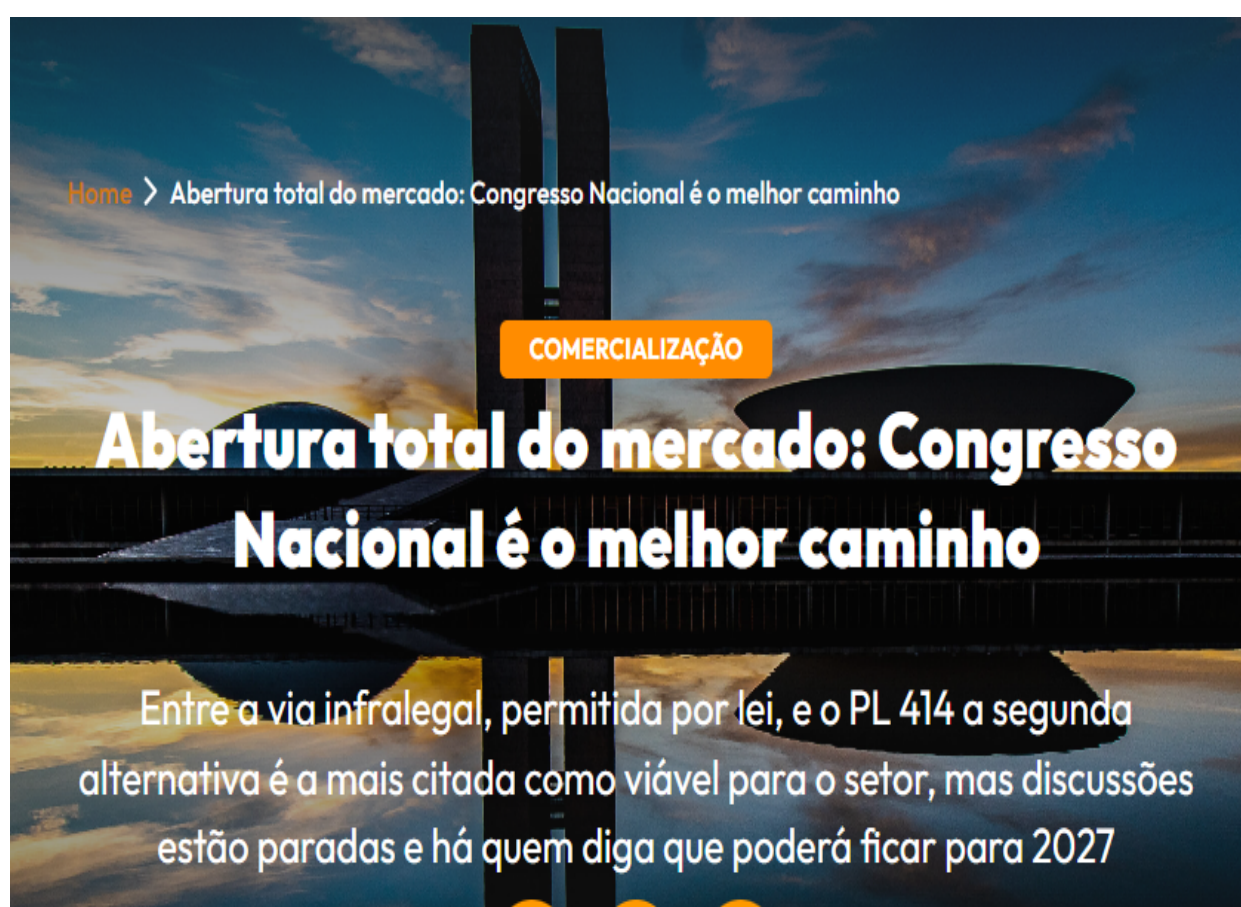 Home > Abertura total do mercado: Congresso Nacional é o melhor caminho
COMERCIALIZAÇÃO
Abertura total do mercado: Congresso
Nacional é o melhor caminho
Entre a via infralegal, permitida por lei, e o PL 414 a segunda
alternativa é a mais citada como viável para o setor, mas discussões
estão paradas e há quem diga que poderá ficar para 2027